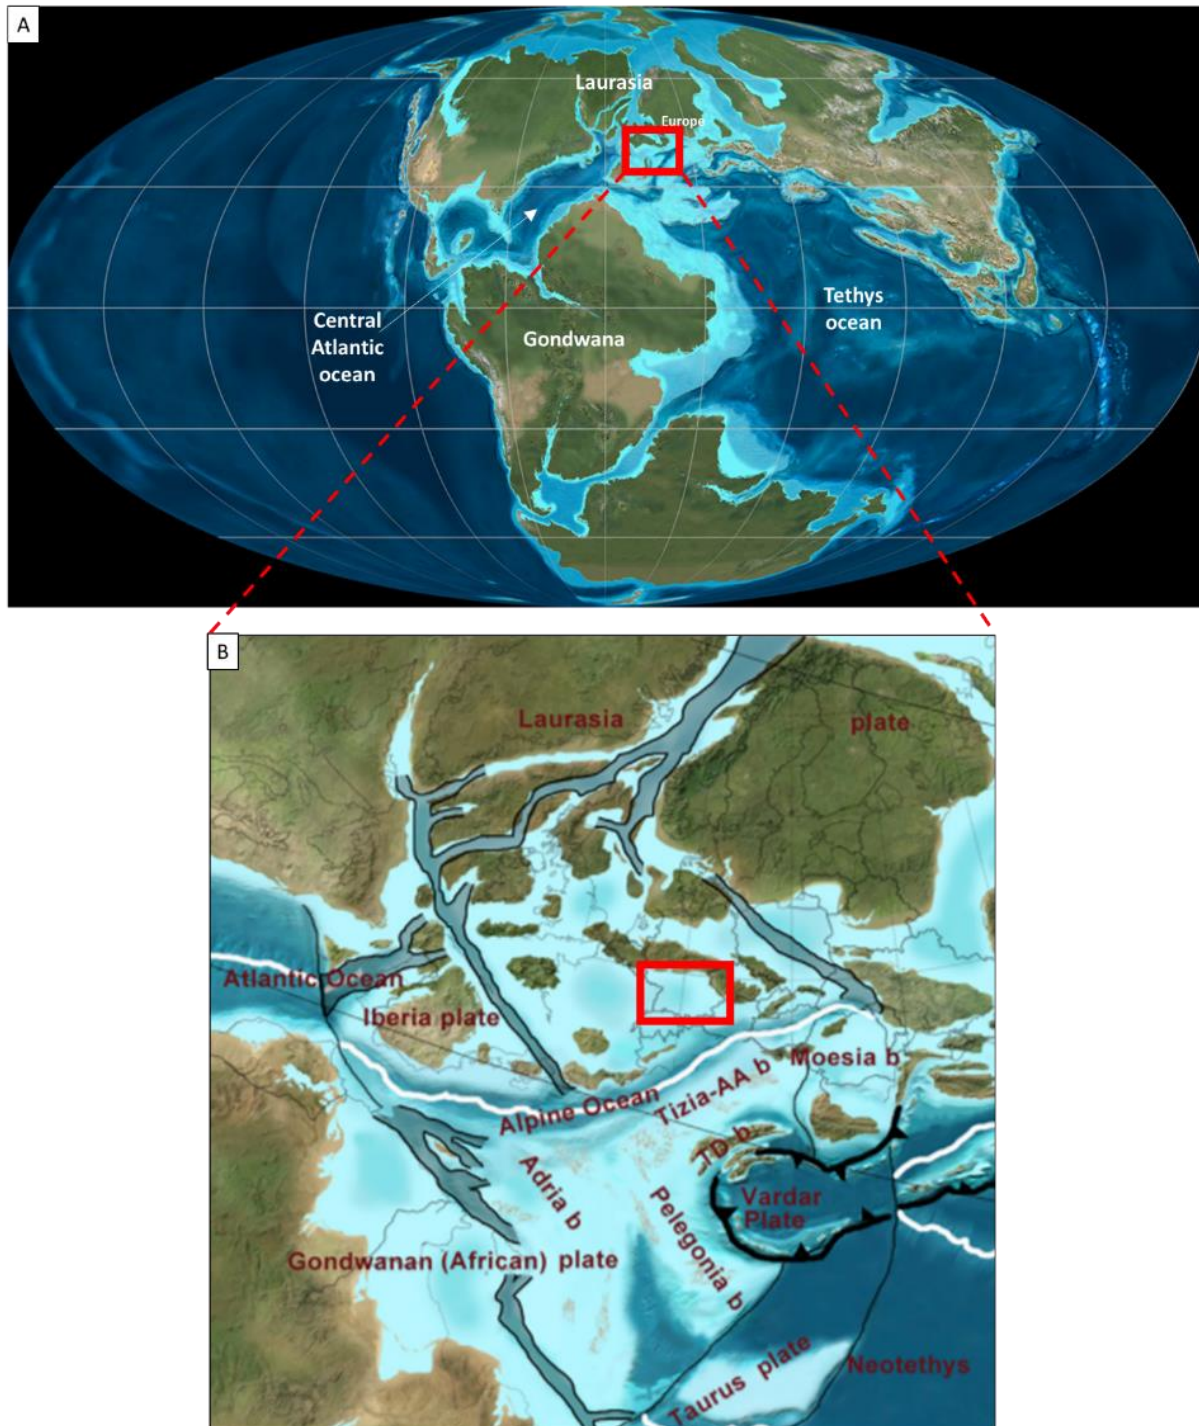 A
Laurasia
Europe
Tethys
ocean
Central
Atlantic
ocean
Gondwana
B
Laurasia
plate
Atlantic Ocean
Iberia plate
Moesia b
Alpine Ocean
Tizia-AA b
TD b
Adria b
Pelegonia b
Vardar
Plate
Gondwanan (African) plate
Taurus plate
Neotethys